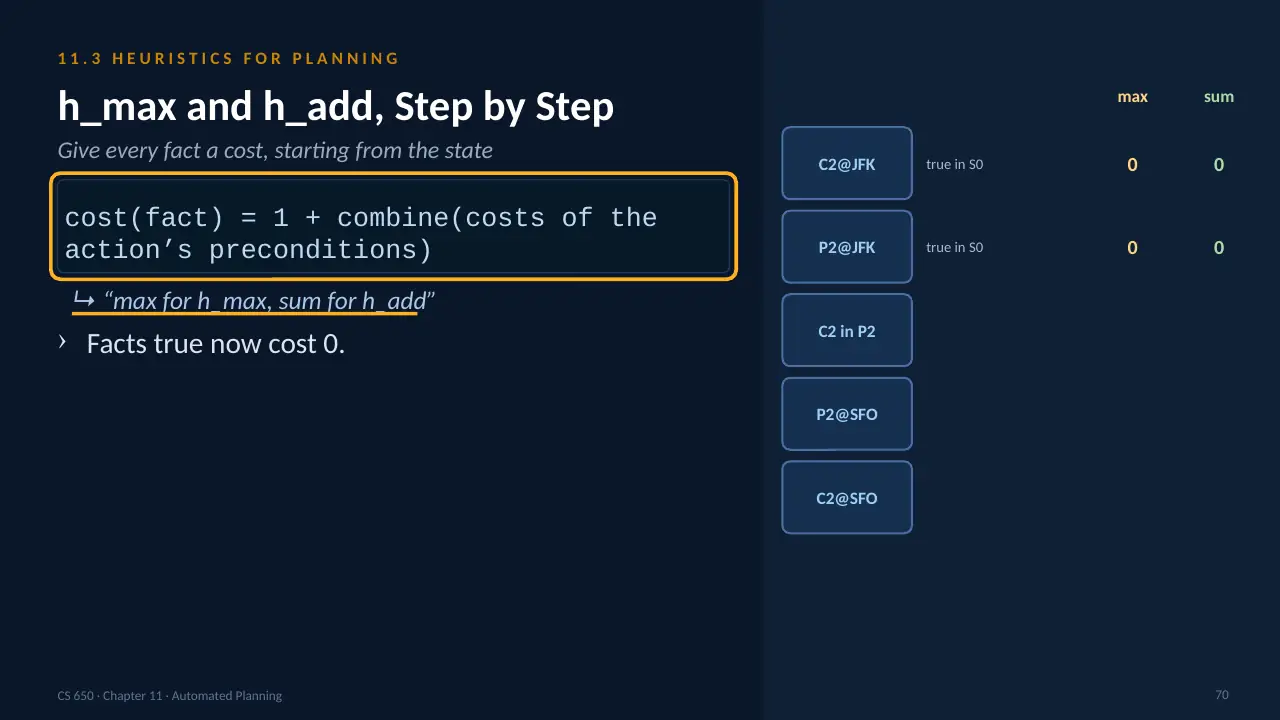 11.3 HEURISTICS FOR PLANNING
h_max and h_add, Step by Step
Give every fact a cost, starting from the state
cost(fact) = 1 + combine(costs of the
action’s preconditions)
↪ “max for h_max, sum for h_add”
› Facts true now cost 0.
max sum
C2@JFK true in S0 0 0
P2@JFK true in S0 0 0
C2 in P2
P2@SFO
C2@SFO
CS 650 · Chapter 11 · Automated Planning
70